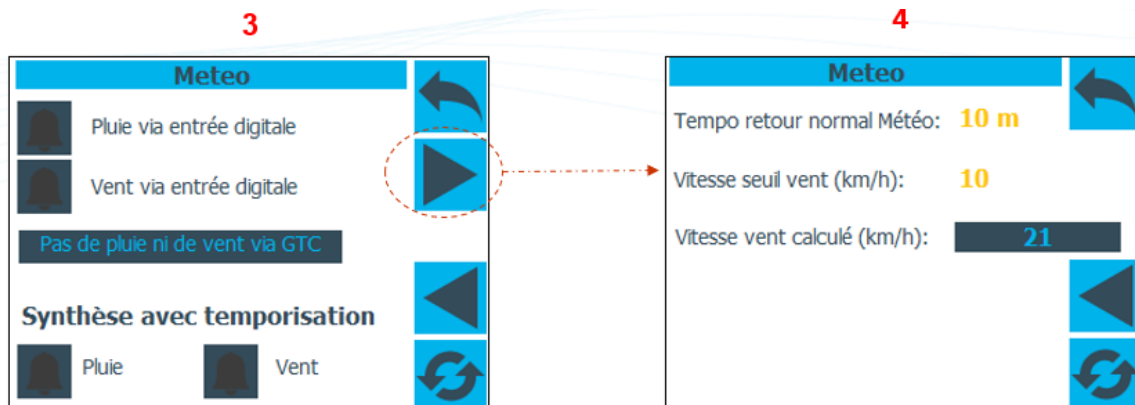 3
Meteo
Pluie via entrée digitale
Vent via entrée digitale
Pas de pluie ni de vent via GTC
Synthèse avec temporisation
Pluie Vent
4
Meteo
Tempo retour normal Météo: 10 m
Vitesse seuil vent (km/h): 10
Vitesse vent calculé (km/h): 21